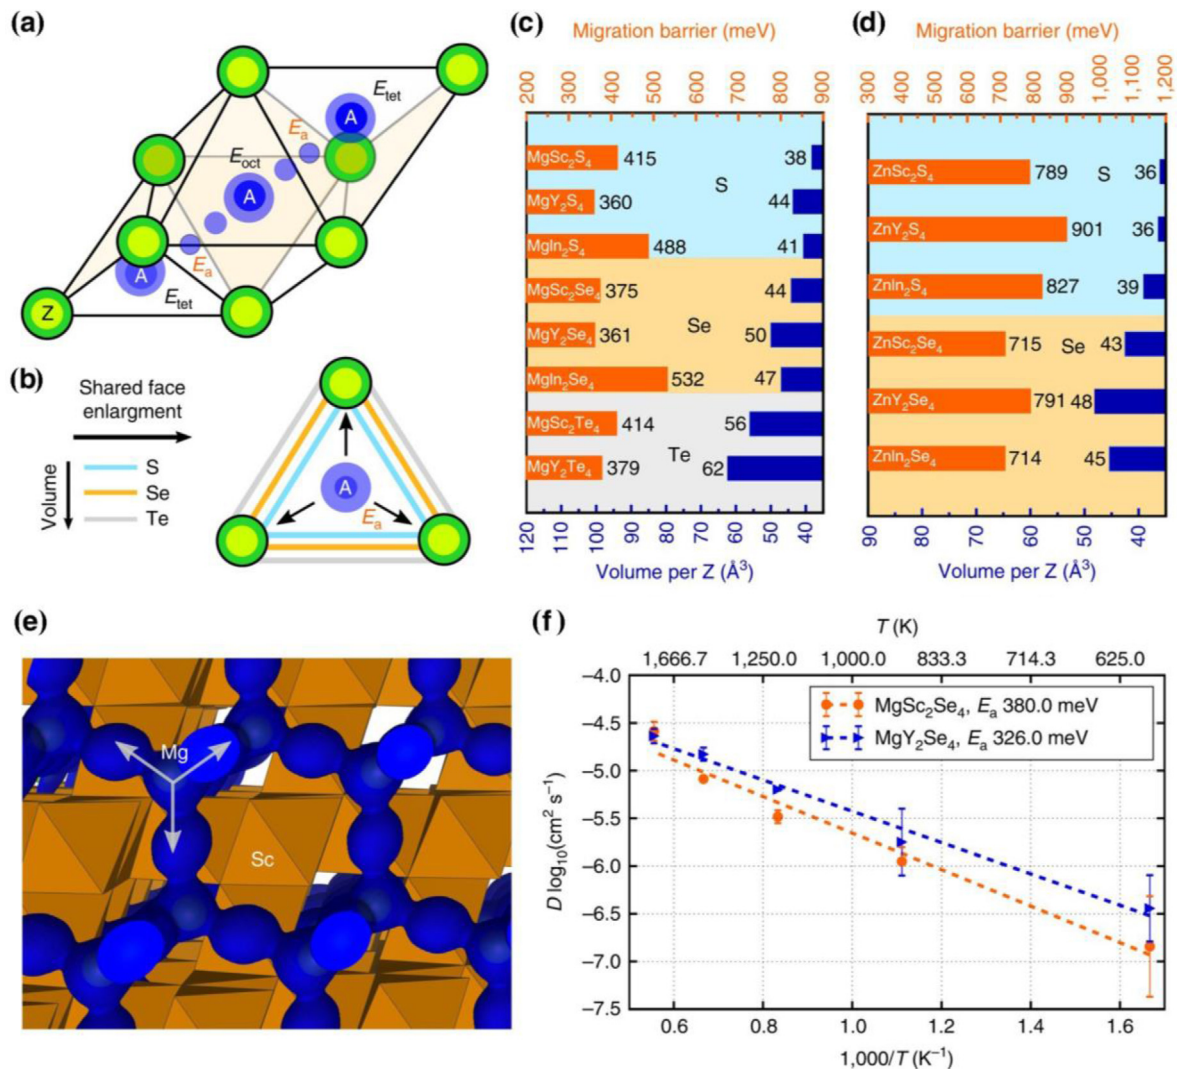 (a)
E_tet
A
E_a
E_oct
A
E_a
A
E_tet
Z
(b)
Shared face
enlargment
Volume
S
Se
Te
A
E_a
(c)
Migration barrier (meV)
200 300 400 500 600 700 800 900
MgSc₂S₄ 415 38
S
MgY₂S₄ 360 44
MgIn₂S₄ 488 41
MgSc₂Se₄ 375 44
Se
MgY₂Se₄ 361 50
MgIn₂Se₄ 532 47
MgSc₂Te₄ 414 56
Te
MgY₂Te₄ 379 62
120 110 100 90 80 70 60 50 40
Volume per Z (Å³)
(d)
Migration barrier (meV)
300 400 500 600 700 800 900 1,000 1,100 1,200
ZnSc₂S₄ 789 S 36
ZnY₂S₄ 901 36
ZnIn₂S₄ 827 39
ZnSc₂Se₄ 715 Se 43
ZnY₂Se₄ 791 48
ZnIn₂Se₄ 714 45
90 80 70 60 50 40
Volume per Z (Å³)
(e)
Mg
Sc
(f)
T (K)
1,666.7 1,250.0 1,000.0 833.3 714.3 625.0
MgSc₂Se₄, E_a 380.0 meV
MgY₂Se₄, E_a 326.0 meV
D log₁₀(cm² s⁻¹)
−4.0
−4.5
−5.0
−5.5
−6.0
−6.5
−7.0
−7.5
0.6 0.8 1.0 1.2 1.4 1.6
1,000/T (K⁻¹)